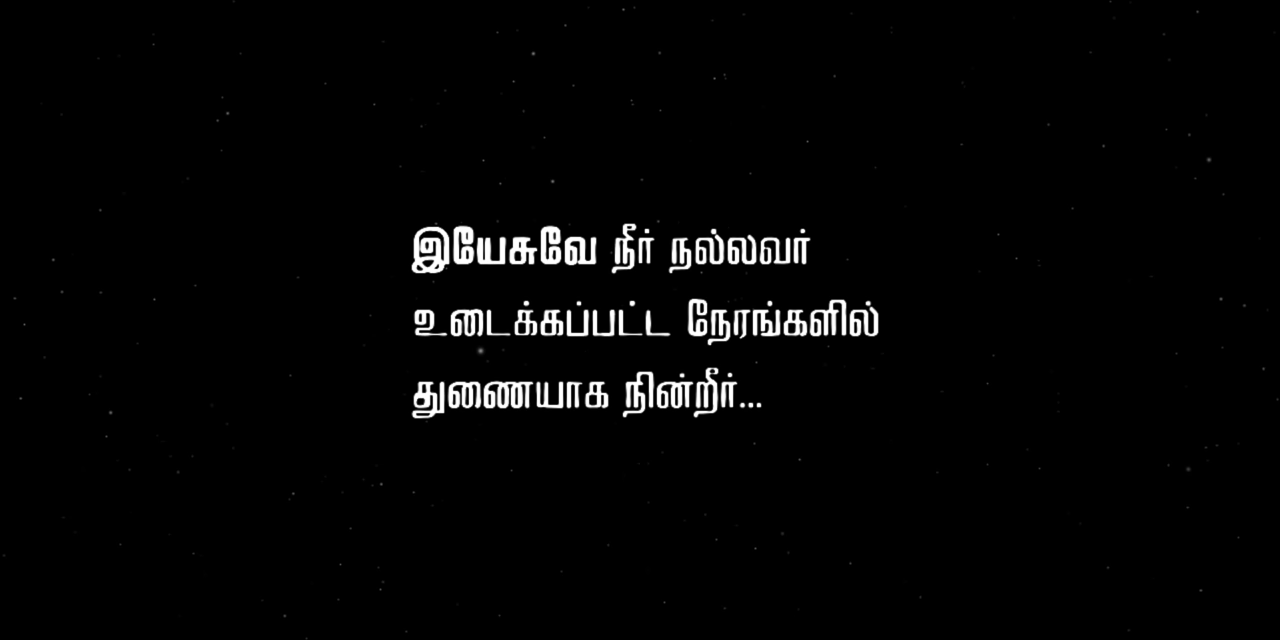 இயேசுவே நீர் நல்லவர்
உடைக்கப்பட்ட நேரங்களில்
துணையாக நின்றீர்...